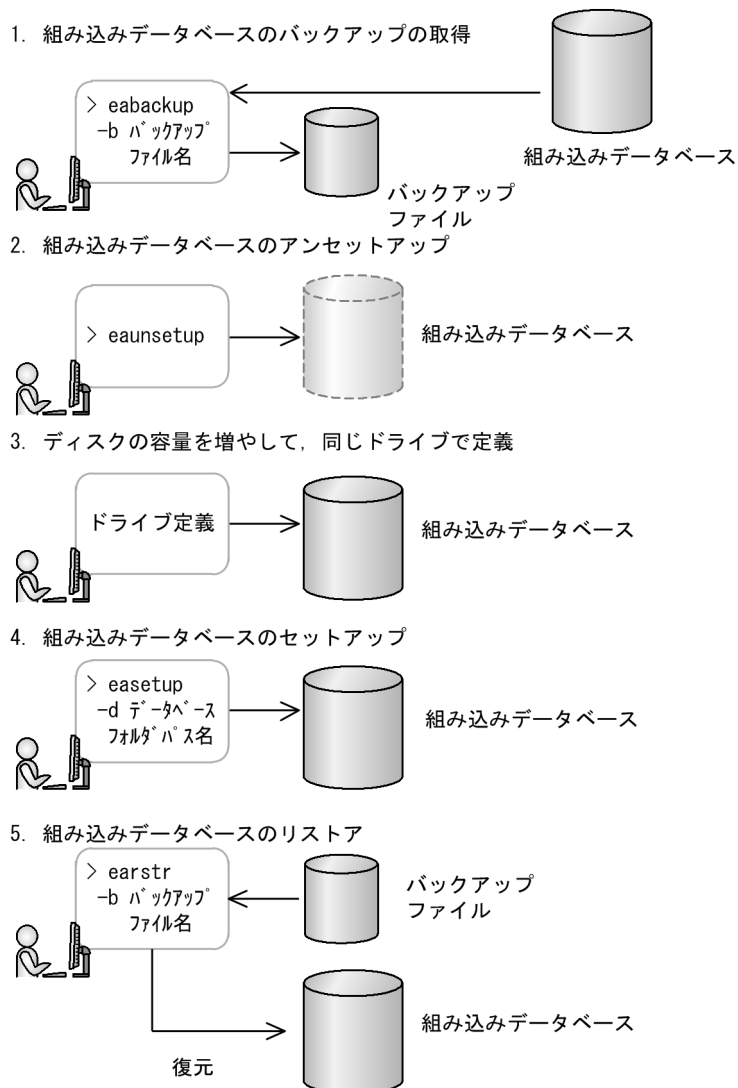 1. 組み込みデータベースのバックアップの取得
> eabackup
-b バックアップ
ファイル名
組み込みデータベース
バックアップ
ファイル
2. 組み込みデータベースのアンセットアップ
> eaunsetup
組み込みデータベース
3. ディスクの容量を増やして，同じドライブで定義
ドライブ定義
組み込みデータベース
4. 組み込みデータベースのセットアップ
> easetup
-d データベース
フォルダパス名
組み込みデータベース
5. 組み込みデータベースのリストア
> earstr
-b バックアップ
ファイル名
バックアップ
ファイル
組み込みデータベース
復元